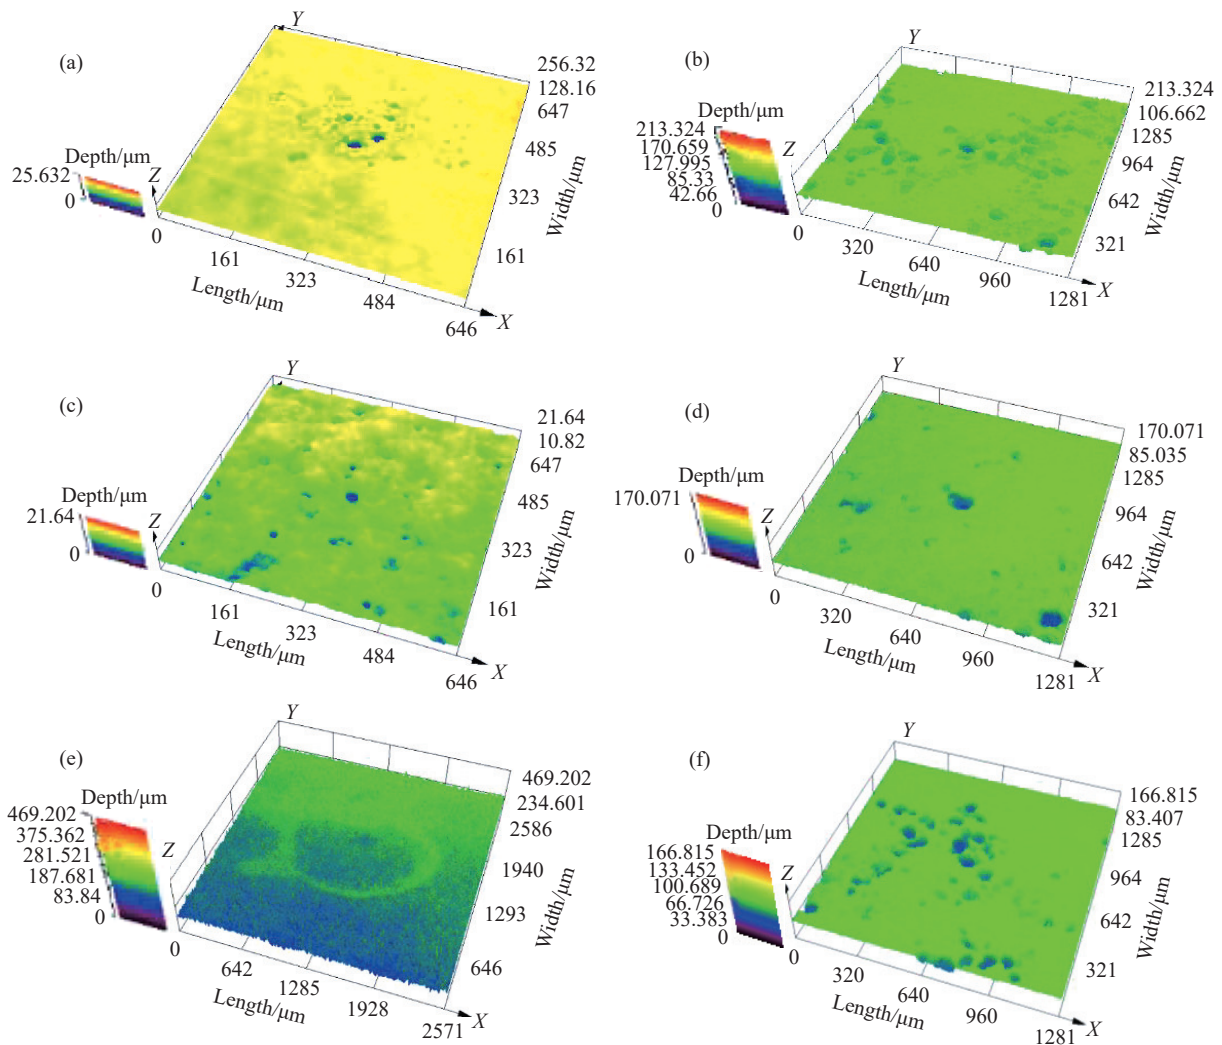 (a)
Y
256.32
128.16
647
485
323
161
Width/μm
Depth/μm
25.632
0
Z
0
161
323
484
646
Length/μm
X
(b)
Y
213.324
106.662
1285
964
642
321
Width/μm
Depth/μm
213.324
170.659
127.995
85.33
42.66
0
Z
0
320
640
960
1281
Length/μm
X
(c)
Y
21.64
10.82
647
485
323
161
Width/μm
Depth/μm
21.64
0
Z
0
161
323
484
646
Length/μm
X
(d)
Y
170.071
85.035
1285
964
642
321
Width/μm
Depth/μm
170.071
0
Z
0
320
640
960
1281
Length/μm
X
(e)
Y
469.202
234.601
2586
1940
1293
646
Width/μm
Depth/μm
469.202
375.362
281.521
187.681
83.84
0
Z
0
642
1285
1928
2571
Length/μm
X
(f)
Y
166.815
83.407
1285
964
642
321
Width/μm
Depth/μm
166.815
133.452
100.689
66.726
33.383
0
Z
0
320
640
960
1281
Length/μm
X